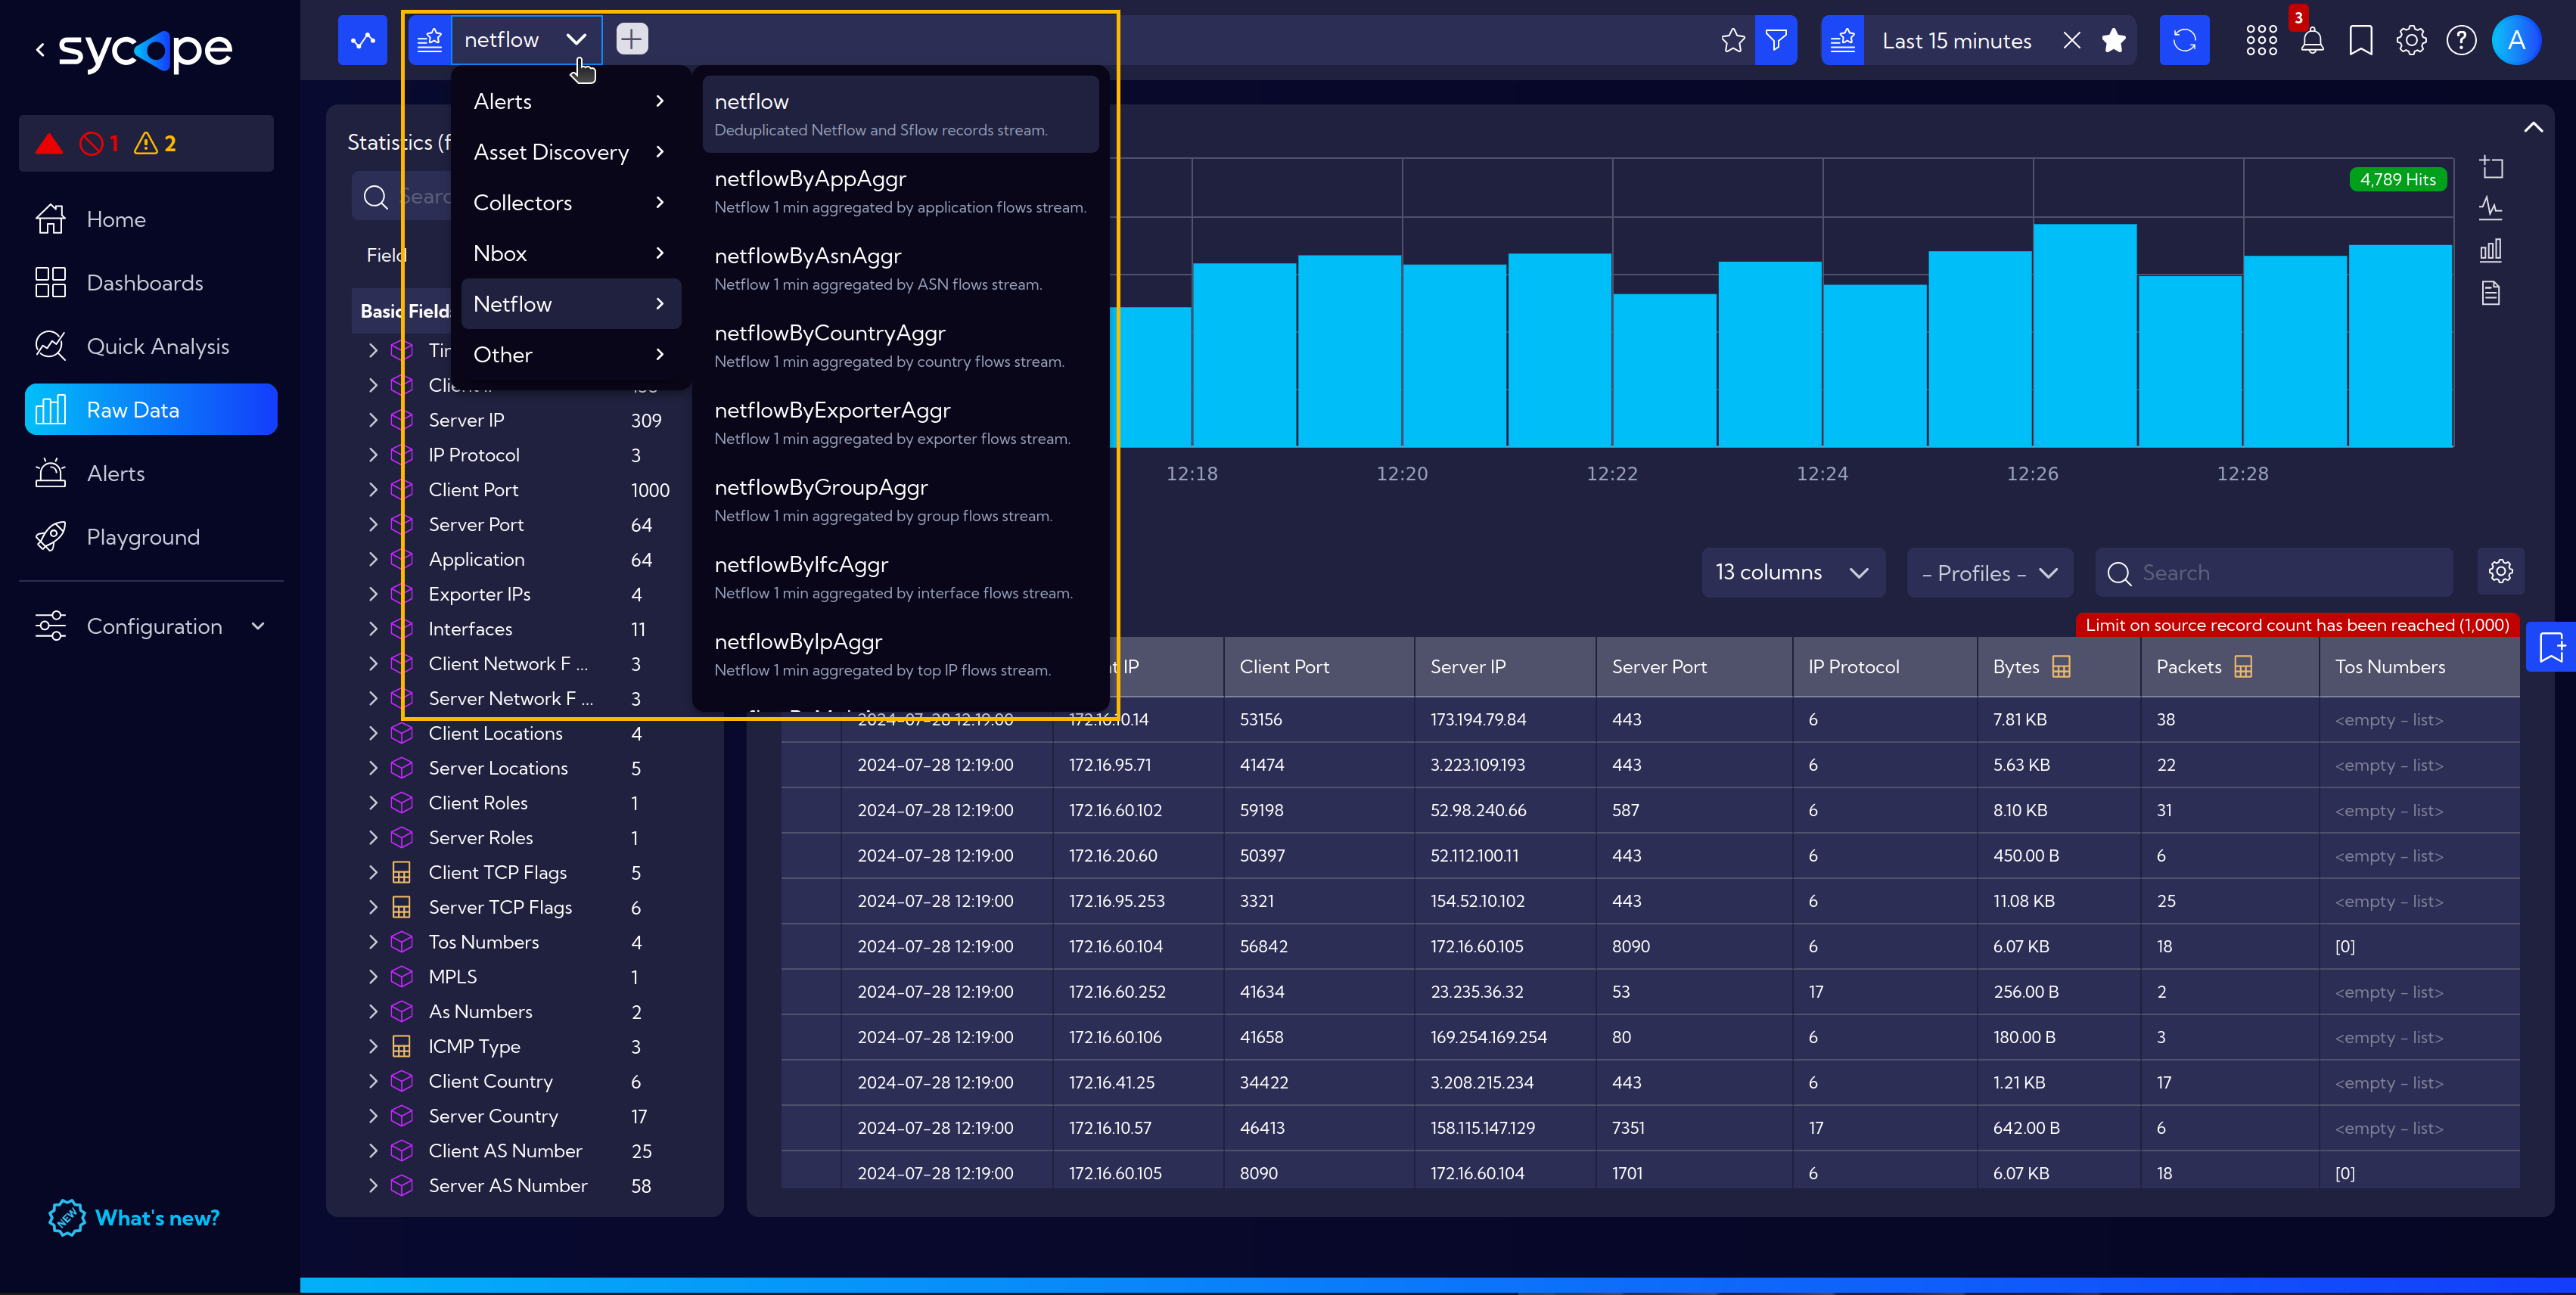 sycope
1
2
Home
Dashboards
Quick Analysis
Raw Data
Alerts
Playground
Configuration
NEW
What's new?
netflow
Last 15 minutes
3
A
Alerts
Asset Discovery
Collectors
Nbox
Netflow
Other
netflow
Deduplicated Netflow and Sflow records stream.
netflowByAppAggr
Netflow 1 min aggregated by application flows stream.
netflowByAsnAggr
Netflow 1 min aggregated by ASN flows stream.
netflowByCountryAggr
Netflow 1 min aggregated by country flows stream.
netflowByExporterAggr
Netflow 1 min aggregated by exporter flows stream.
netflowByGroupAggr
Netflow 1 min aggregated by group flows stream.
netflowByIfcAggr
Netflow 1 min aggregated by interface flows stream.
netflowByIpAggr
Netflow 1 min aggregated by top IP flows stream.
Statistics (f
Sear
Field
Basic Field
Server IP 309
IP Protocol 3
Client Port 1000
Server Port 64
Application 64
Exporter IPs 4
Interfaces 11
Client Network F ... 3
Server Network F ... 3
Client Locations 4
Server Locations 5
Client Roles 1
Server Roles 1
Client TCP Flags 5
Server TCP Flags 6
Tos Numbers 4
MPLS 1
As Numbers 2
ICMP Type 3
Client Country 6
Server Country 17
Client AS Number 25
Server AS Number 58
4,789 Hits
12:18 12:20 12:22 12:24 12:26 12:28
13 columns
- Profiles -
Search
Limit on source record count has been reached (1,000)
t IP Client Port Server IP Server Port IP Protocol Bytes Packets Tos Numbers
2024-07-28 12:19:00 172.16.10.14 53156 173.194.79.84 443 6 7.81 KB 38 <empty - list>
2024-07-28 12:19:00 172.16.95.71 41474 3.223.109.193 443 6 5.63 KB 22 <empty - list>
2024-07-28 12:19:00 172.16.60.102 59198 52.98.240.66 587 6 8.10 KB 31 <empty - list>
2024-07-28 12:19:00 172.16.20.60 50397 52.112.100.11 443 6 450.00 B 6 <empty - list>
2024-07-28 12:19:00 172.16.95.253 3321 154.52.10.102 443 6 11.08 KB 25 <empty - list>
2024-07-28 12:19:00 172.16.60.104 56842 172.16.60.105 8090 6 6.07 KB 18 [0]
2024-07-28 12:19:00 172.16.60.252 41634 23.235.36.32 53 17 256.00 B 2 <empty - list>
2024-07-28 12:19:00 172.16.60.106 41658 169.254.169.254 80 6 180.00 B 3 <empty - list>
2024-07-28 12:19:00 172.16.41.25 34422 3.208.215.234 443 6 1.21 KB 17 <empty - list>
2024-07-28 12:19:00 172.16.10.57 46413 158.115.147.129 7351 17 642.00 B 6 <empty - list>
2024-07-28 12:19:00 172.16.60.105 8090 172.16.60.104 1701 6 6.07 KB 18 [0]